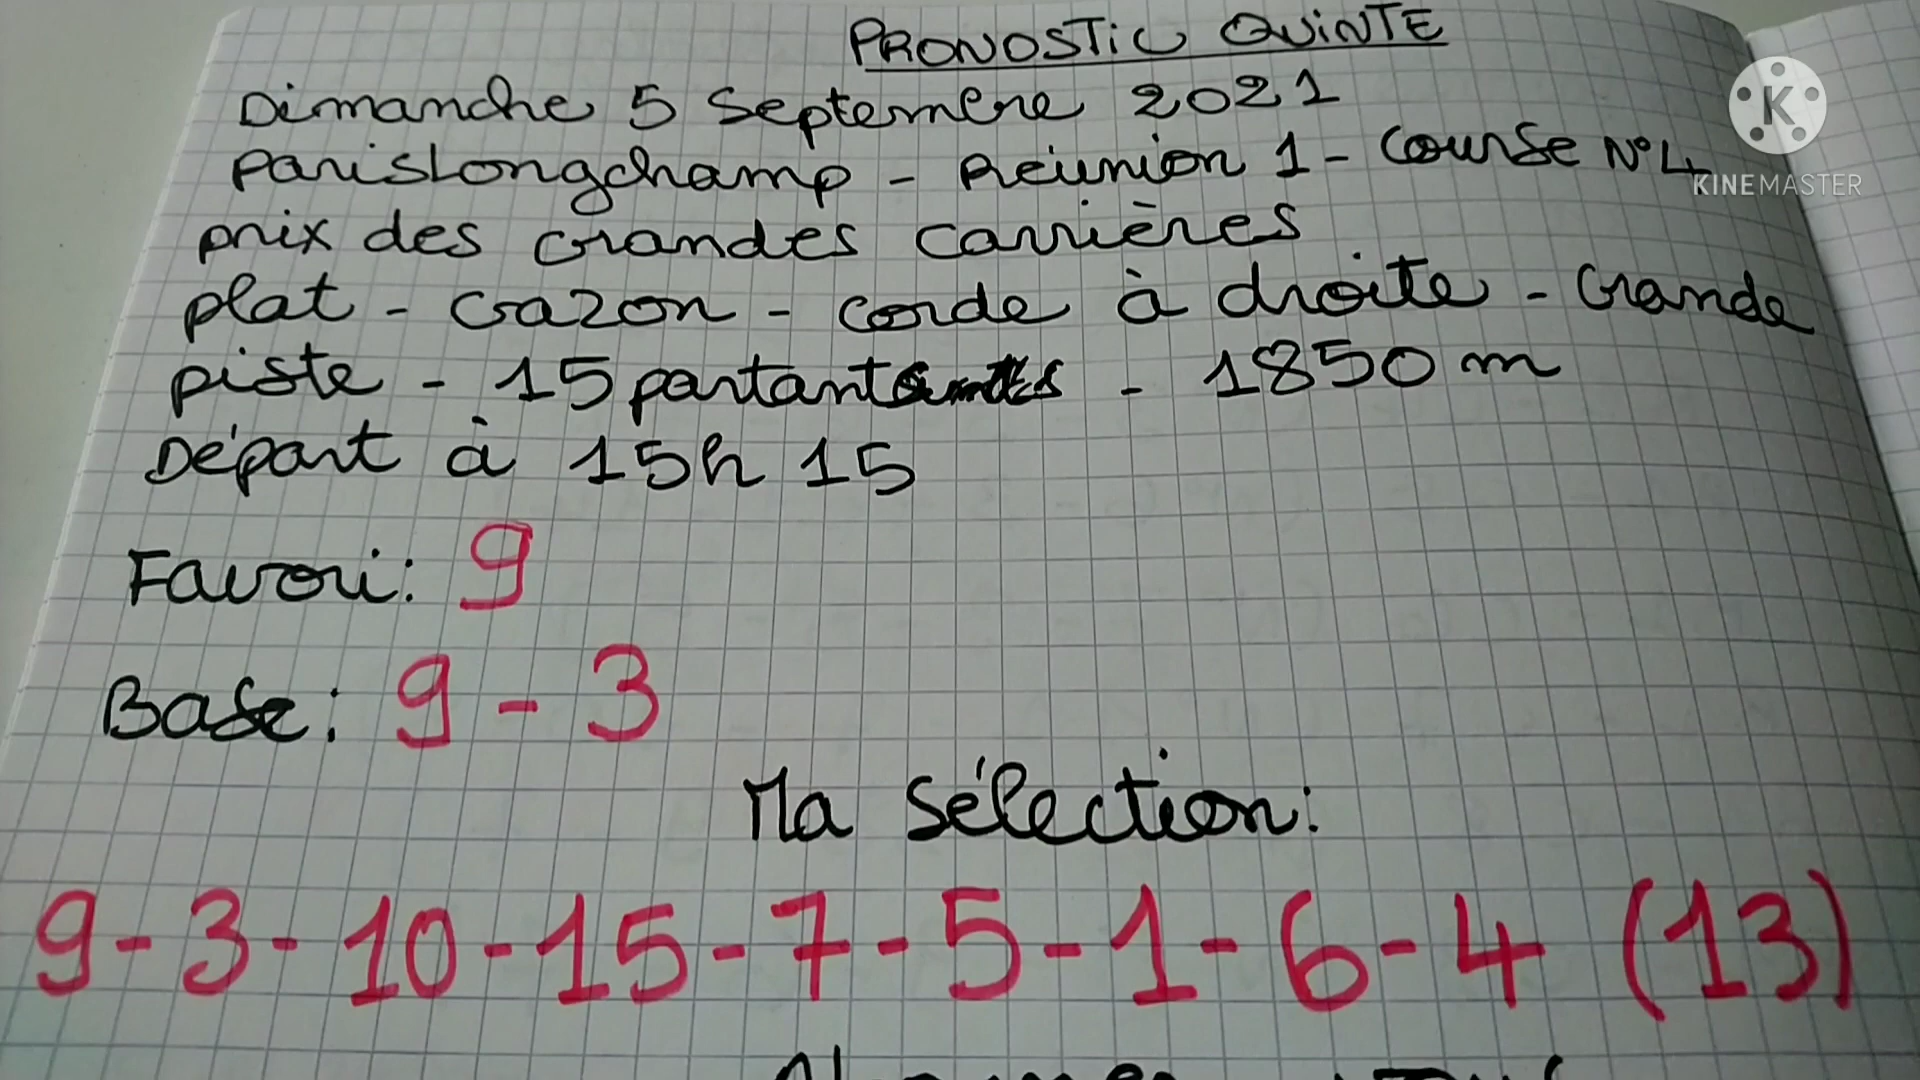 PRONOSTIC QUINTE
Dimanche 5 Septembre 2021
ParisLongchamp - Réunion 1 - Course N°4
prix des Grandes Carrières
plat - Gazon - corde à droite - Grande
piste - 15 partants - 1850 m
Départ à 15h 15
Favori: 9
Base: 9 - 3
Ma sélection:
9 - 3 - 10 - 15 - 7 - 5 - 1 - 6 - 4 (13)
K
KINEMASTER